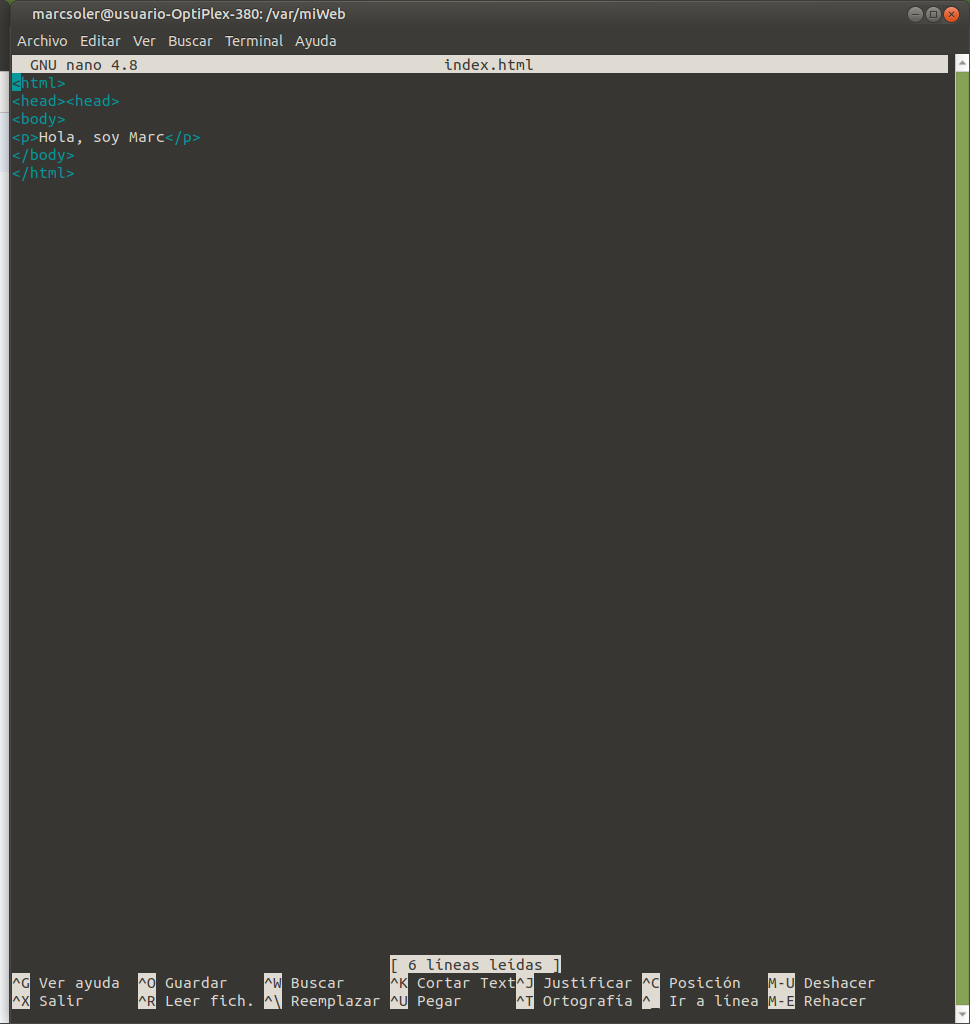 marcsoler@usuario-OptiPlex-380: /var/miWeb
Archivo Editar Ver Buscar Terminal Ayuda
GNU nano 4.8 index.html
<html>
<head><head>
<body>
<p>Hola, soy Marc</p>
</body>
</html>
[ 6 líneas leídas ]
^G Ver ayuda ^O Guardar ^W Buscar ^K Cortar Text^J Justificar ^C Posición M-U Deshacer
^X Salir ^R Leer fich. ^\ Reemplazar ^U Pegar ^T Ortografía ^_ Ir a línea M-E Rehacer